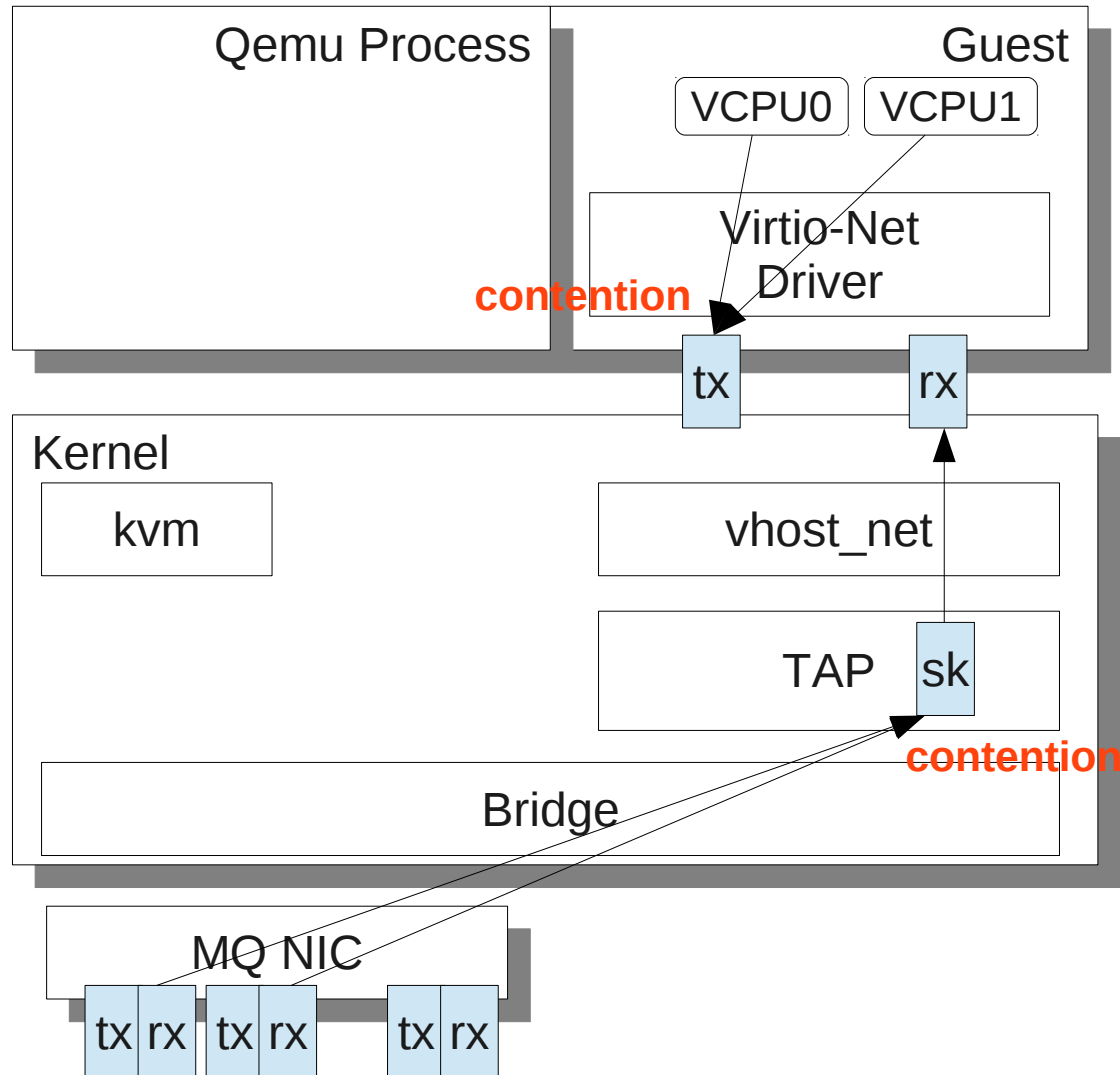 Qemu Process
Guest
VCPU0
VCPU1
Virtio-Net
Driver
contention
tx
rx
Kernel
kvm
vhost_net
TAP
sk
contention
Bridge
MQ NIC
tx rx tx rx tx rx